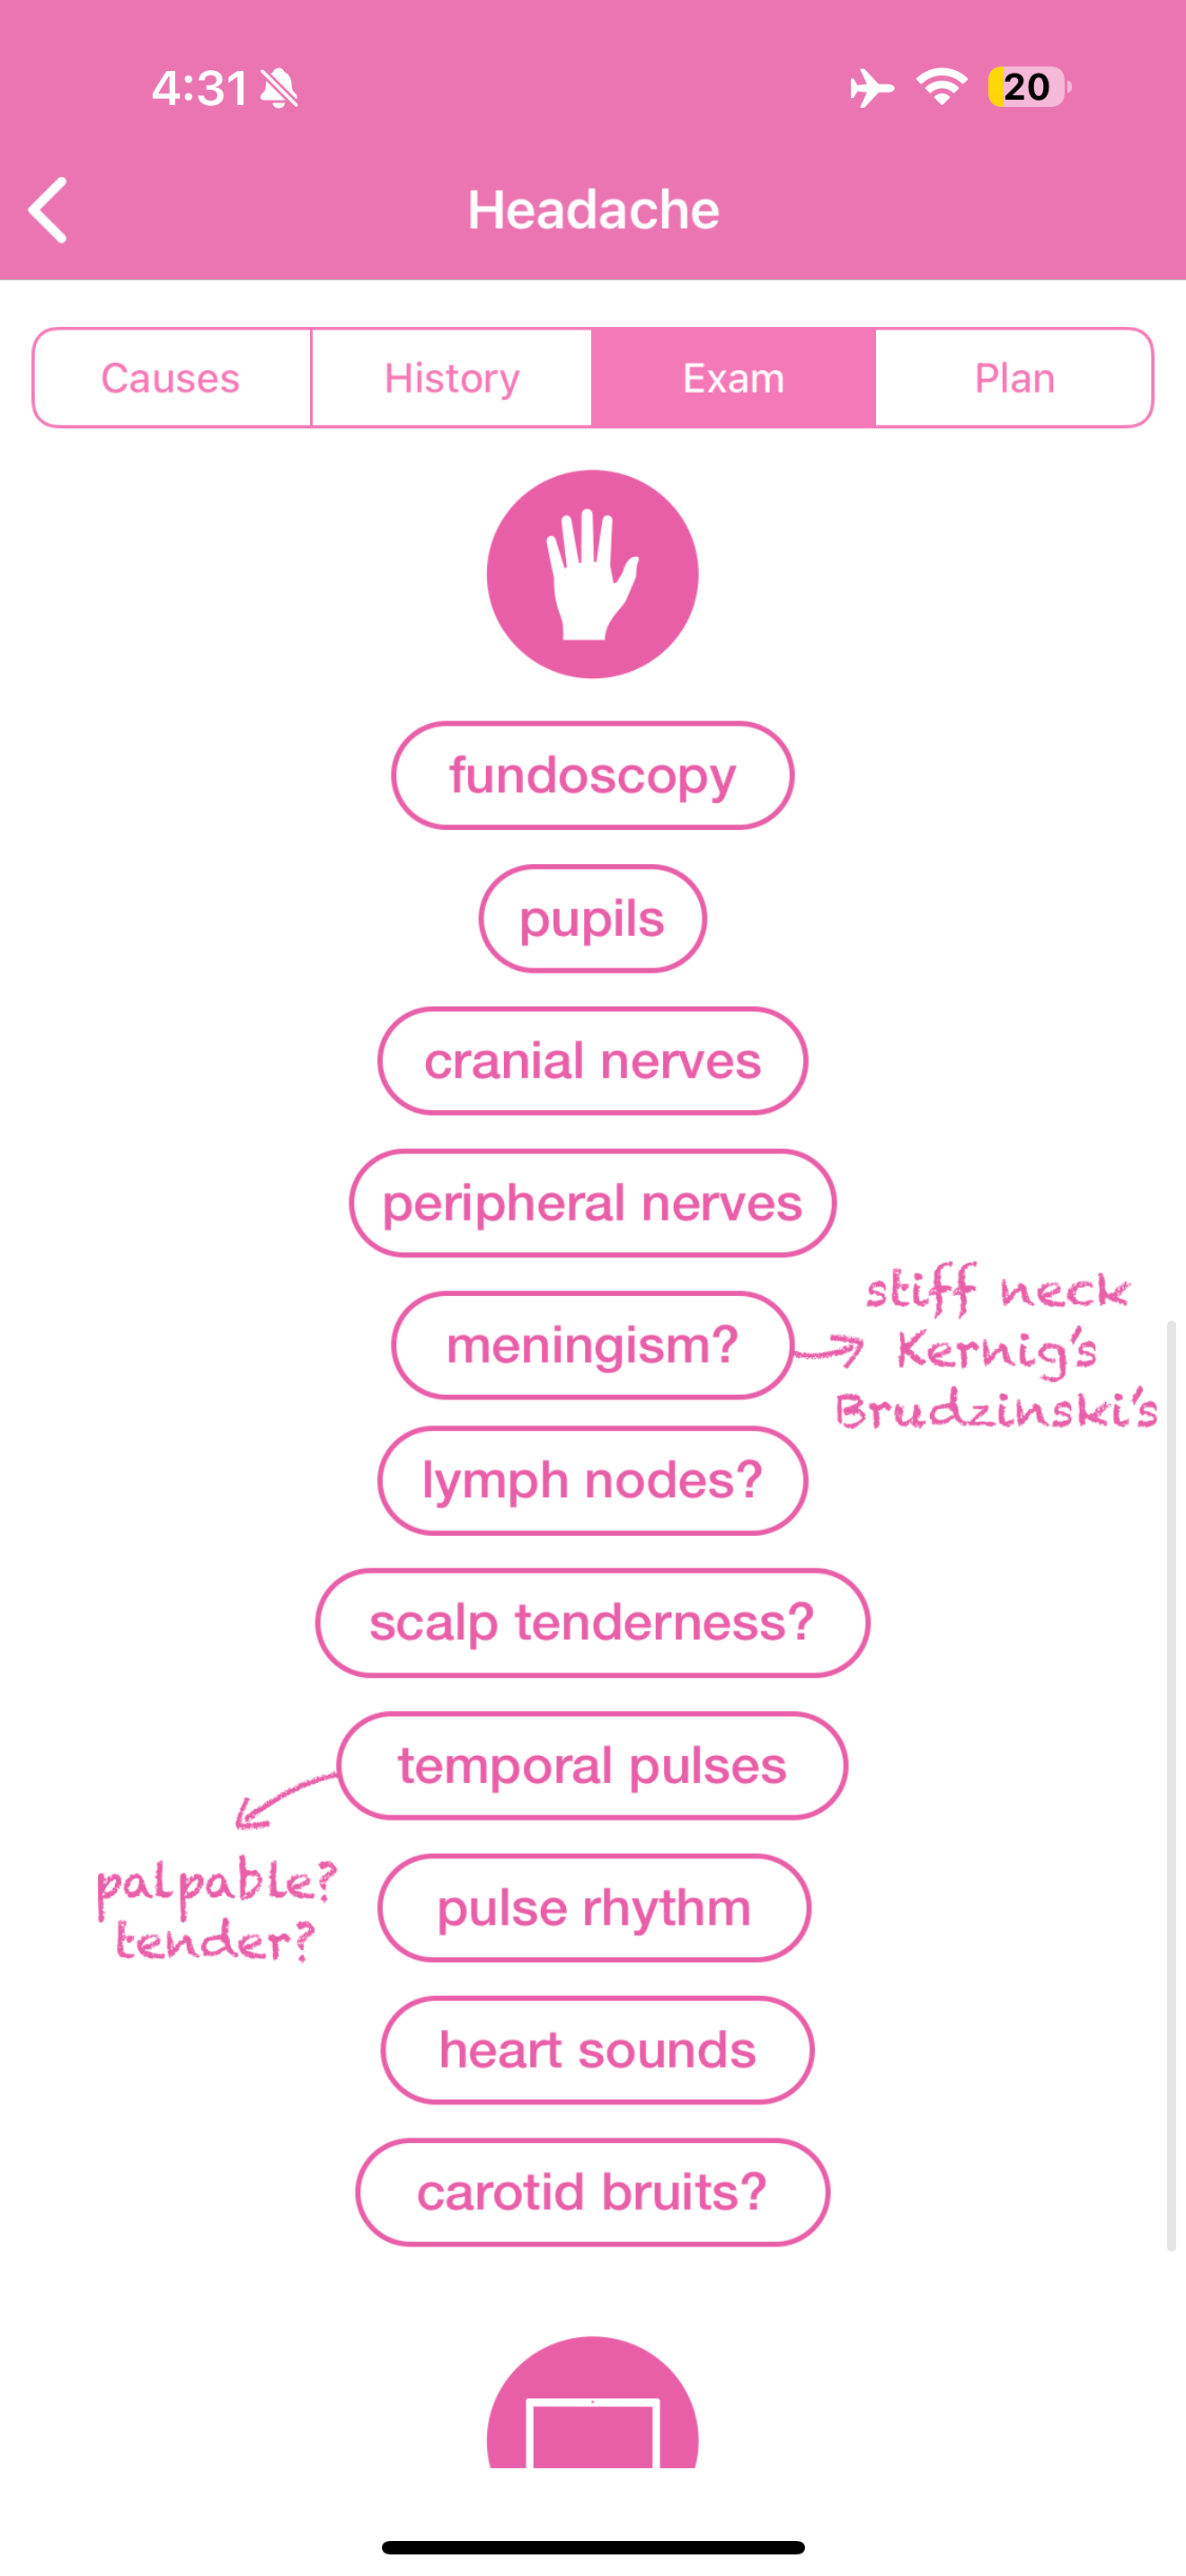 4:31
20
Headache
Causes History Exam Plan
fundoscopy
pupils
cranial nerves
peripheral nerves
stiff neck
meningism? Kernig's
Brudzinski's
lymph nodes?
scalp tenderness?
temporal pulses
palpable?
tender?
pulse rhythm
heart sounds
carotid bruits?